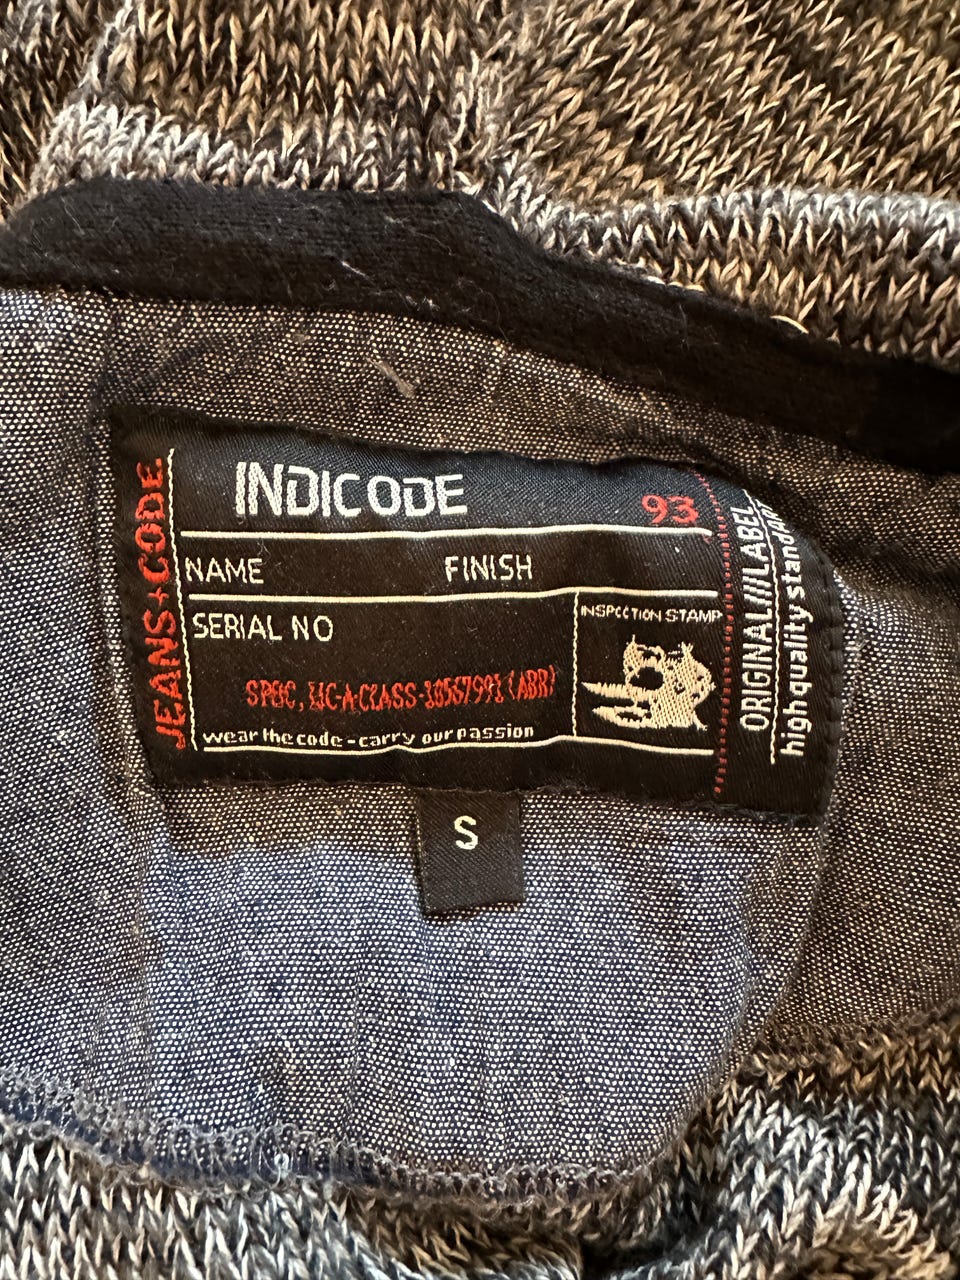 JEANS+CODE
INDICODE
93
NAME FINISH
SERIAL NO
INSPECTION STAMP
(ABR)
wear the code - carry our passion
ORIGINAL///LABEL
high quality standard
S